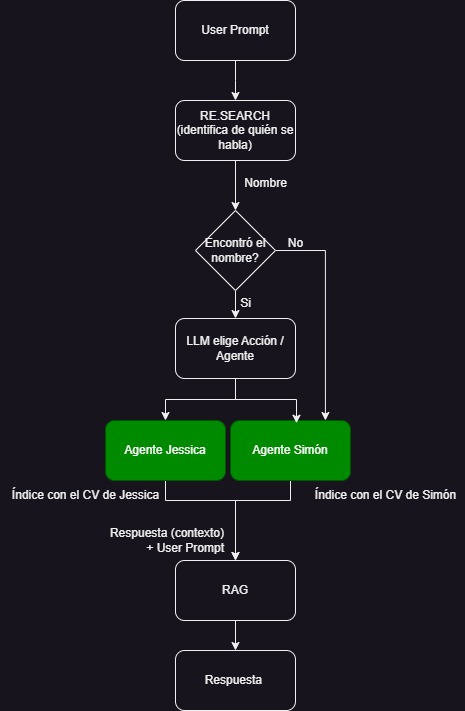 User Prompt
RE.SEARCH
(identifica de quién se
habla)
Nombre
Encontró el
nombre?
No
Si
LLM elige Acción /
Agente
Agente Jessica
Agente Simón
Índice con el CV de Jessica
Índice con el CV de Simón
Respuesta (contexto)
+ User Prompt
RAG
Respuesta